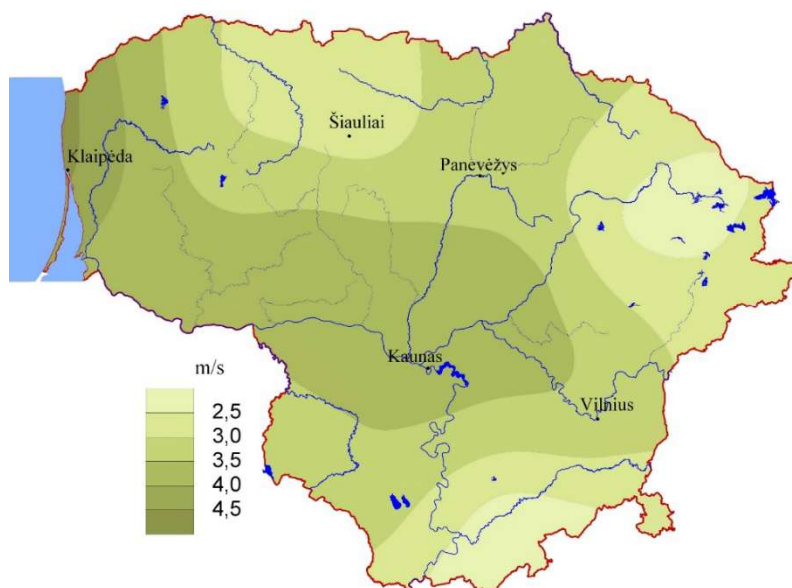 Šiauliai
Klaipėda
Panevėžys
Kaunas
Vilnius
m/s
2,5
3,0
3,5
4,0
4,5